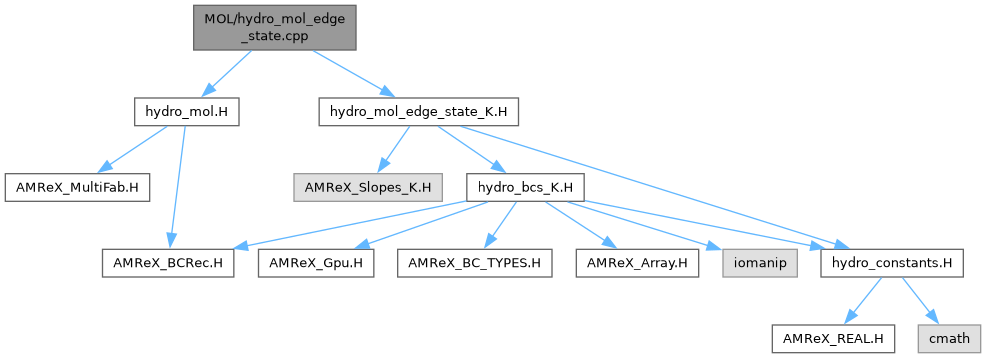 MOL/hydro_mol_edge
_state.cpp
hydro_mol.H
hydro_mol_edge_state_K.H
AMReX_MultiFab.H
AMReX_Slopes_K.H
hydro_bcs_K.H
AMReX_BCRec.H
AMReX_Gpu.H
AMReX_BC_TYPES.H
AMReX_Array.H
iomanip
hydro_constants.H
AMReX_REAL.H
cmath